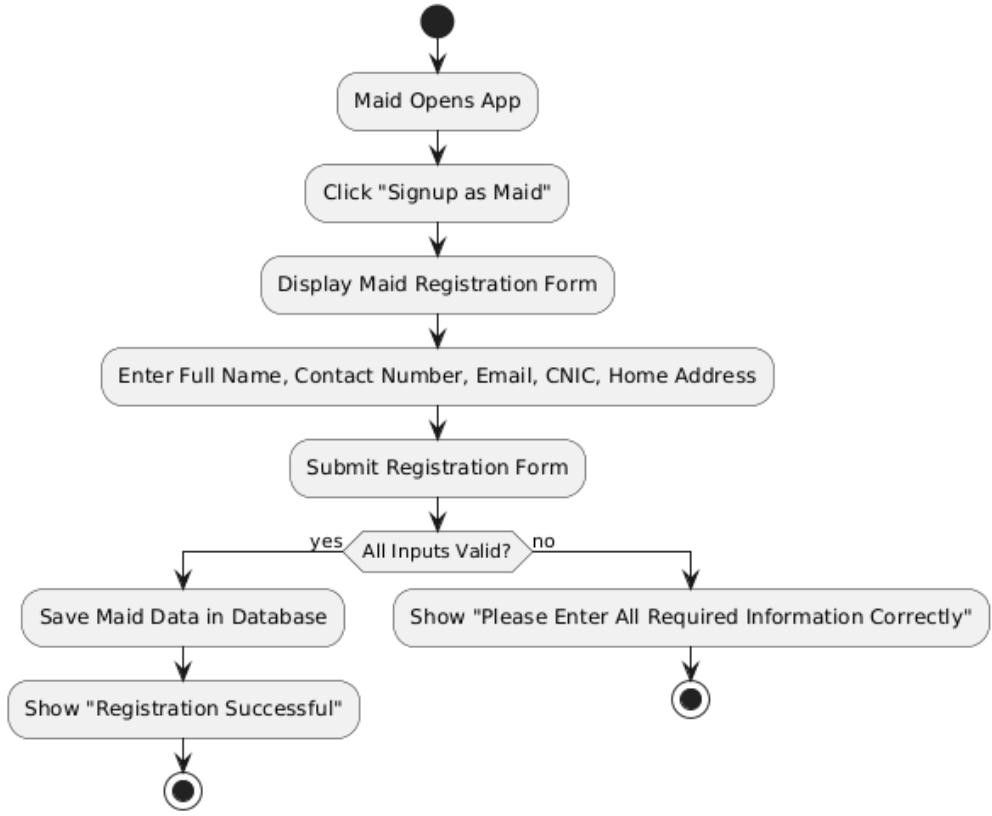 Maid Opens App
Click "Signup as Maid"
Display Maid Registration Form
Enter Full Name, Contact Number, Email, CNIC, Home Address
Submit Registration Form
yes
All Inputs Valid?
no
Save Maid Data in Database
Show "Please Enter All Required Information Correctly"
Show "Registration Successful"